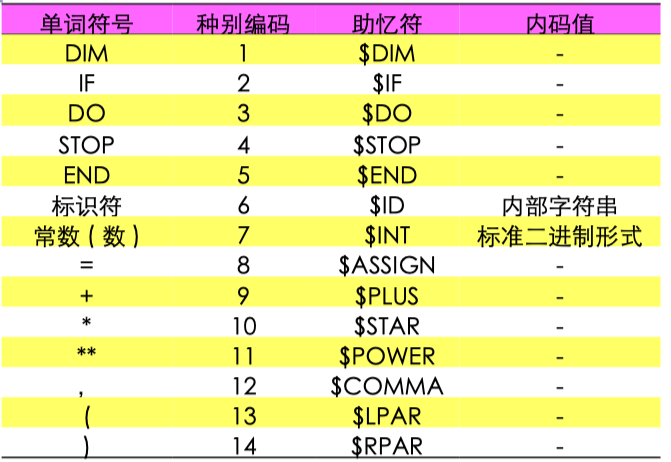 单词符号 种别编码 助忆符 内码值
DIM 1 $DIM -
IF 2 $IF -
DO 3 $DO -
STOP 4 $STOP -
END 5 $END -
标识符 6 $ID 内部字符串
常数(数) 7 $INT 标准二进制形式
= 8 $ASSIGN -
+ 9 $PLUS -
* 10 $STAR -
** 11 $POWER -
, 12 $COMMA -
( 13 $LPAR -
) 14 $RPAR -